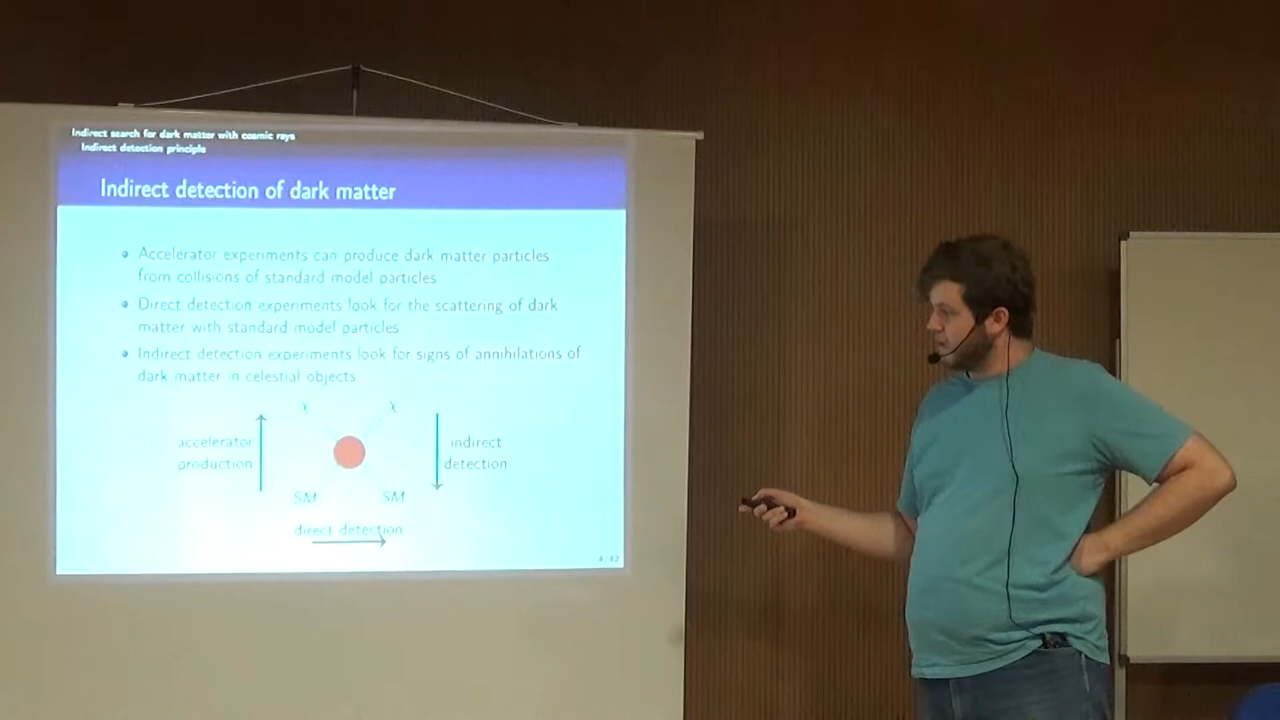 Indirect search for dark matter with cosmic rays
Indirect detection principle
Indirect detection of dark matter
Accelerator experiments can produce dark matter particles
from collisions of standard model particles
Direct detection experiments look for the scattering of dark
matter with standard model particles
Indirect detection experiments look for signs of annihilations of
dark matter in celestial objects
χ χ
accelerator
production
indirect
detection
SM SM
direct detection
4/42